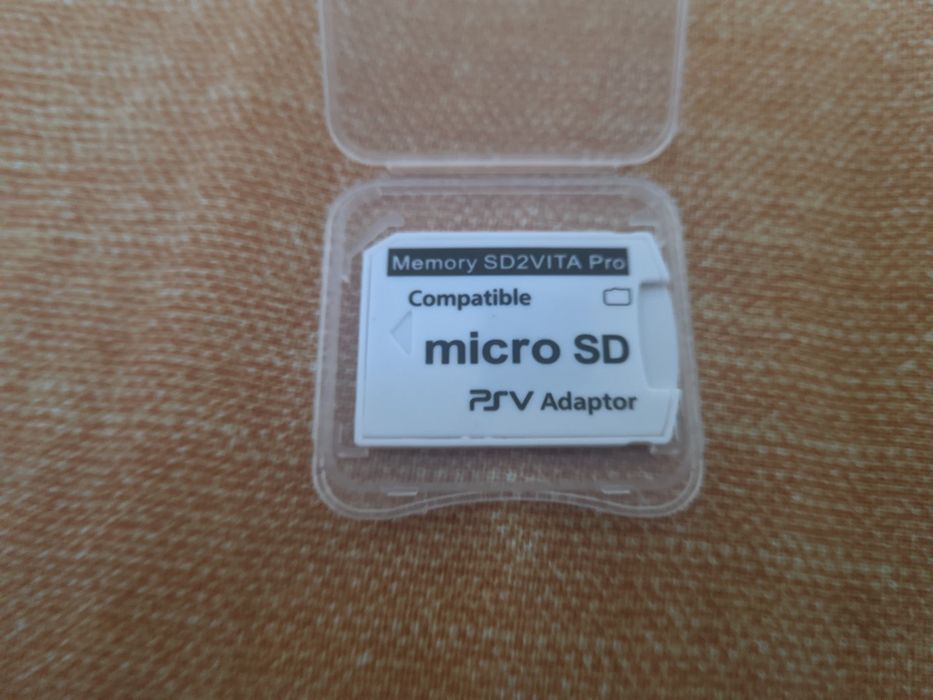 Memory SD2VITA Pro
Compatible
micro SD
PSV Adaptor